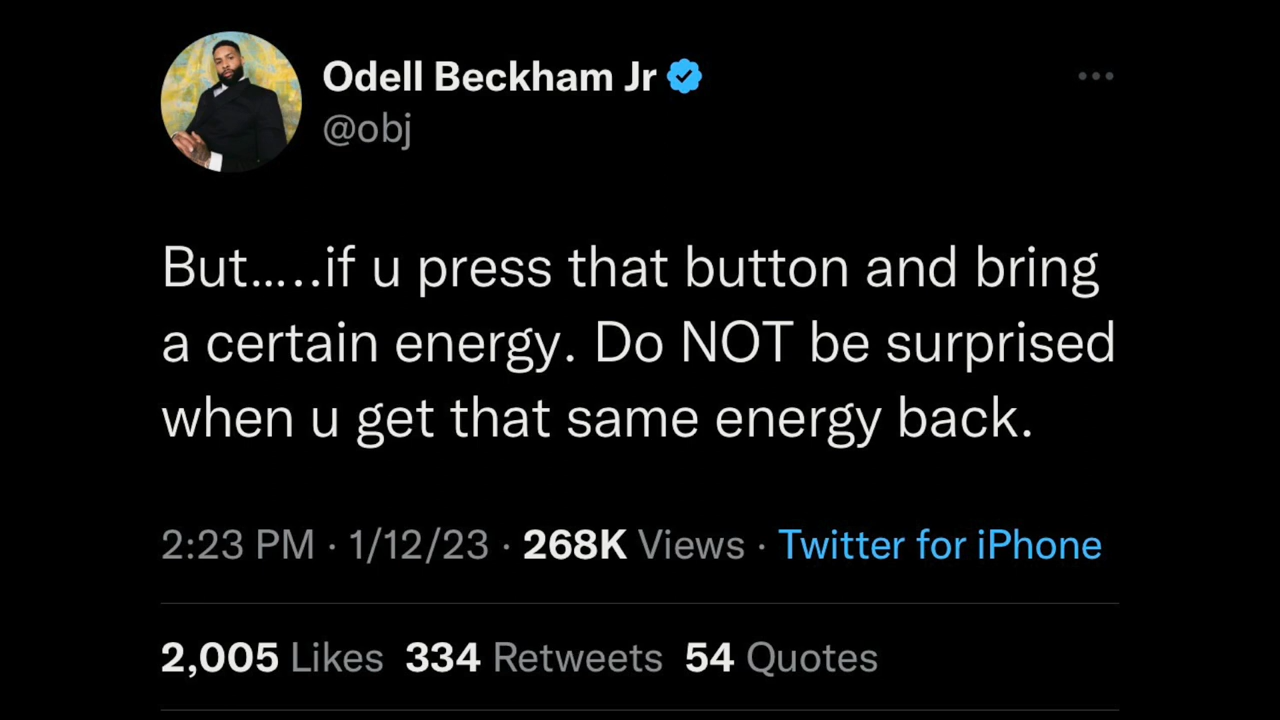 Odell Beckham Jr
@obj
But.....if u press that button and bring
a certain energy. Do NOT be surprised
when u get that same energy back.
2:23 PM · 1/12/23 · 268K Views · Twitter for iPhone
2,005 Likes 334 Retweets 54 Quotes